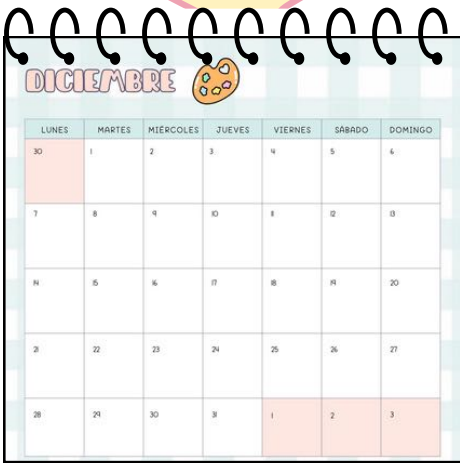 DICIEMBRE
LUNES MARTES MIÉRCOLES JUEVES VIERNES SÁBADO DOMINGO
30 1 2 3 4 5 6
7 8 9 10 11 12 13
14 15 16 17 18 19 20
21 22 23 24 25 26 27
28 29 30 31 1 2 3